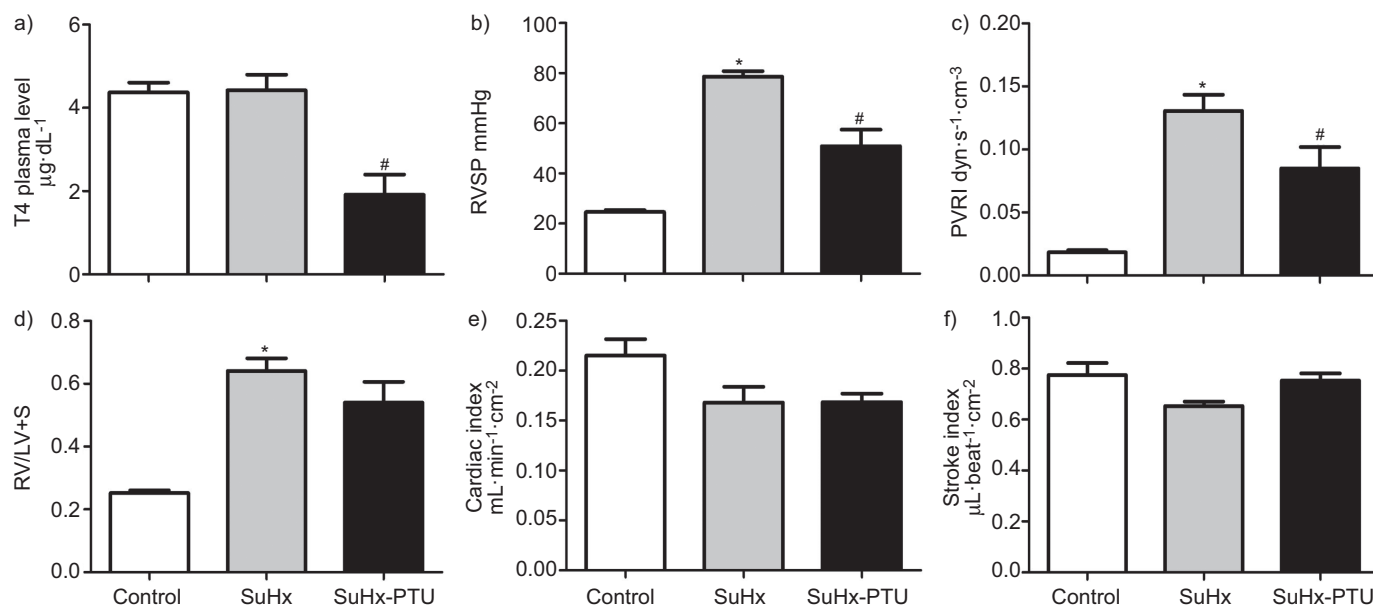 a)
6
4
2
0
T4 plasma level
μg·dL-1
#
b)
100
80
60
40
20
0
RVSP mmHg
*
#
c)
0.20
0.15
0.10
0.05
0.00
PVRI dyn·s-1·cm-3
*
#
d)
0.8
0.6
0.4
0.2
0.0
RV/LV+S
*
Control SuHx SuHx-PTU
e)
0.25
0.20
0.15
0.10
0.05
0.00
Cardiac index
mL·min-1·cm-2
Control SuHx SuHx-PTU
f)
1.0
0.8
0.6
0.4
0.2
0.0
Stroke index
μL·beat-1·cm-2
Control SuHx SuHx-PTU